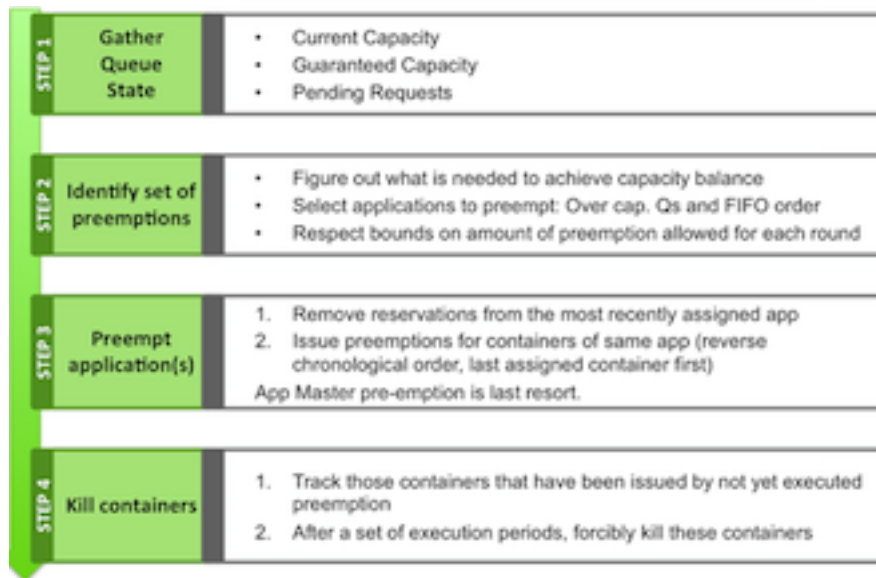 STEP 1
Gather
Queue
State
• Current Capacity
• Guaranteed Capacity
• Pending Requests
STEP 2
Identify set of
preemptions
• Figure out what is needed to achieve capacity balance
• Select applications to preempt: Over cap. Qs and FIFO order
• Respect bounds on amount of preemption allowed for each round
STEP 3
Preempt
application(s)
1. Remove reservations from the most recently assigned app
2. Issue preemptions for containers of same app (reverse
chronological order, last assigned container first)
App Master pre-emption is last resort.
STEP 4
Kill containers
1. Track those containers that have been issued by not yet executed
preemption
2. After a set of execution periods, forcibly kill these containers